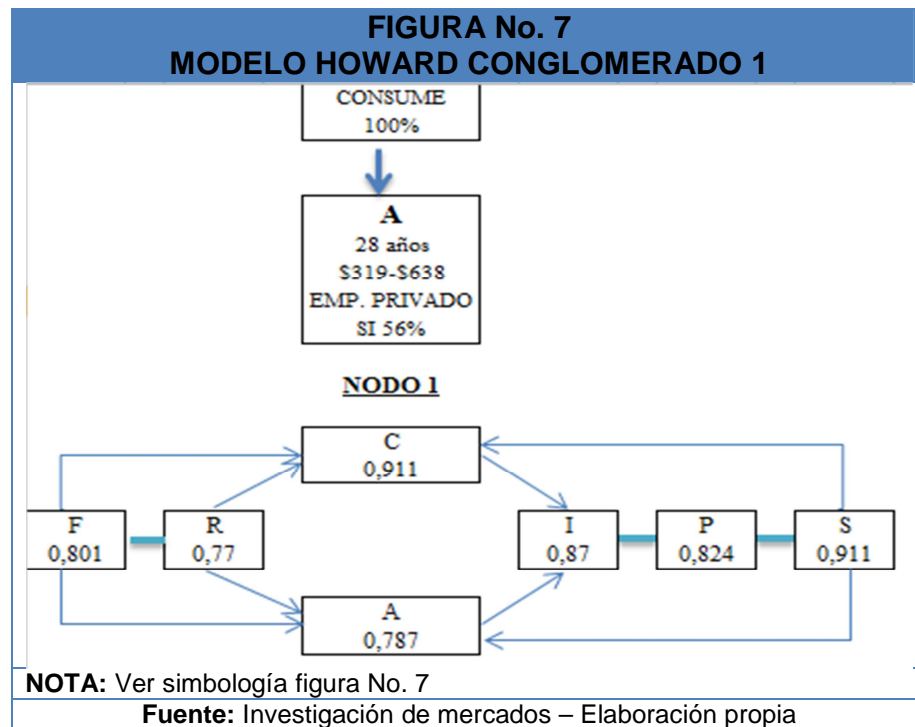 FIGURA No. 7
MODELO HOWARD CONGLOMERADO 1
CONSUME
100%
A
28 años
$319-$638
EMP. PRIVADO
SI 56%
NODO 1
C
0,911
F
0,801
R
0,77
I
0,87
P
0,824
S
0,911
A
0,787
NOTA: Ver simbología figura No. 7
Fuente: Investigación de mercados – Elaboración propia